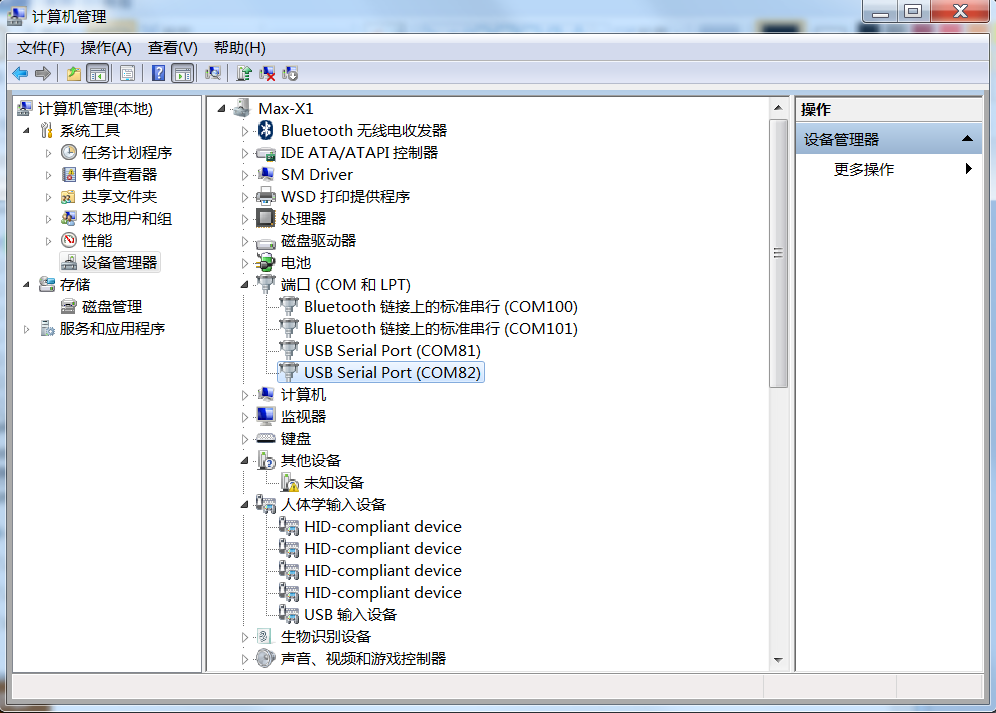 计算机管理
文件(F) 操作(A) 查看(V) 帮助(H)
计算机管理(本地)
系统工具
任务计划程序
事件查看器
共享文件夹
本地用户和组
性能
设备管理器
存储
磁盘管理
服务和应用程序
Max-X1
Bluetooth 无线电收发器
IDE ATA/ATAPI 控制器
SM Driver
WSD 打印提供程序
处理器
磁盘驱动器
电池
端口 (COM 和 LPT)
Bluetooth 链接上的标准串行 (COM100)
Bluetooth 链接上的标准串行 (COM101)
USB Serial Port (COM81)
USB Serial Port (COM82)
计算机
监视器
键盘
其他设备
未知设备
人体学输入设备
HID-compliant device
HID-compliant device
HID-compliant device
HID-compliant device
USB 输入设备
生物识别设备
声音、视频和游戏控制器
操作
设备管理器
更多操作